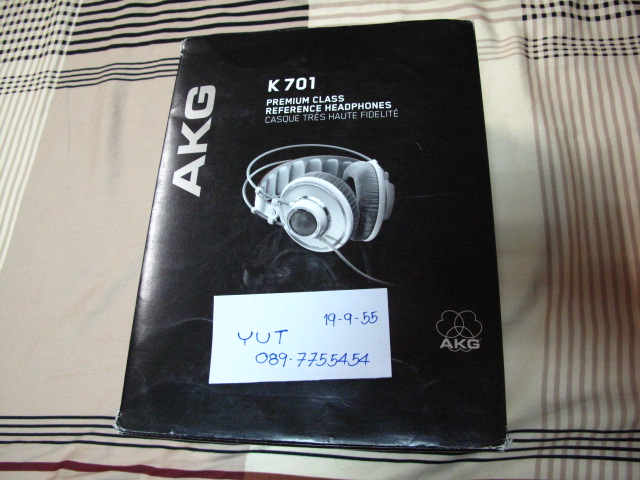 AKG
K 701
PREMIUM CLASS
REFERENCE HEADPHONES
CASQUE TRÈS HAUTE FIDELITÉ
19-9-55
YUT
089-7755454
AKG